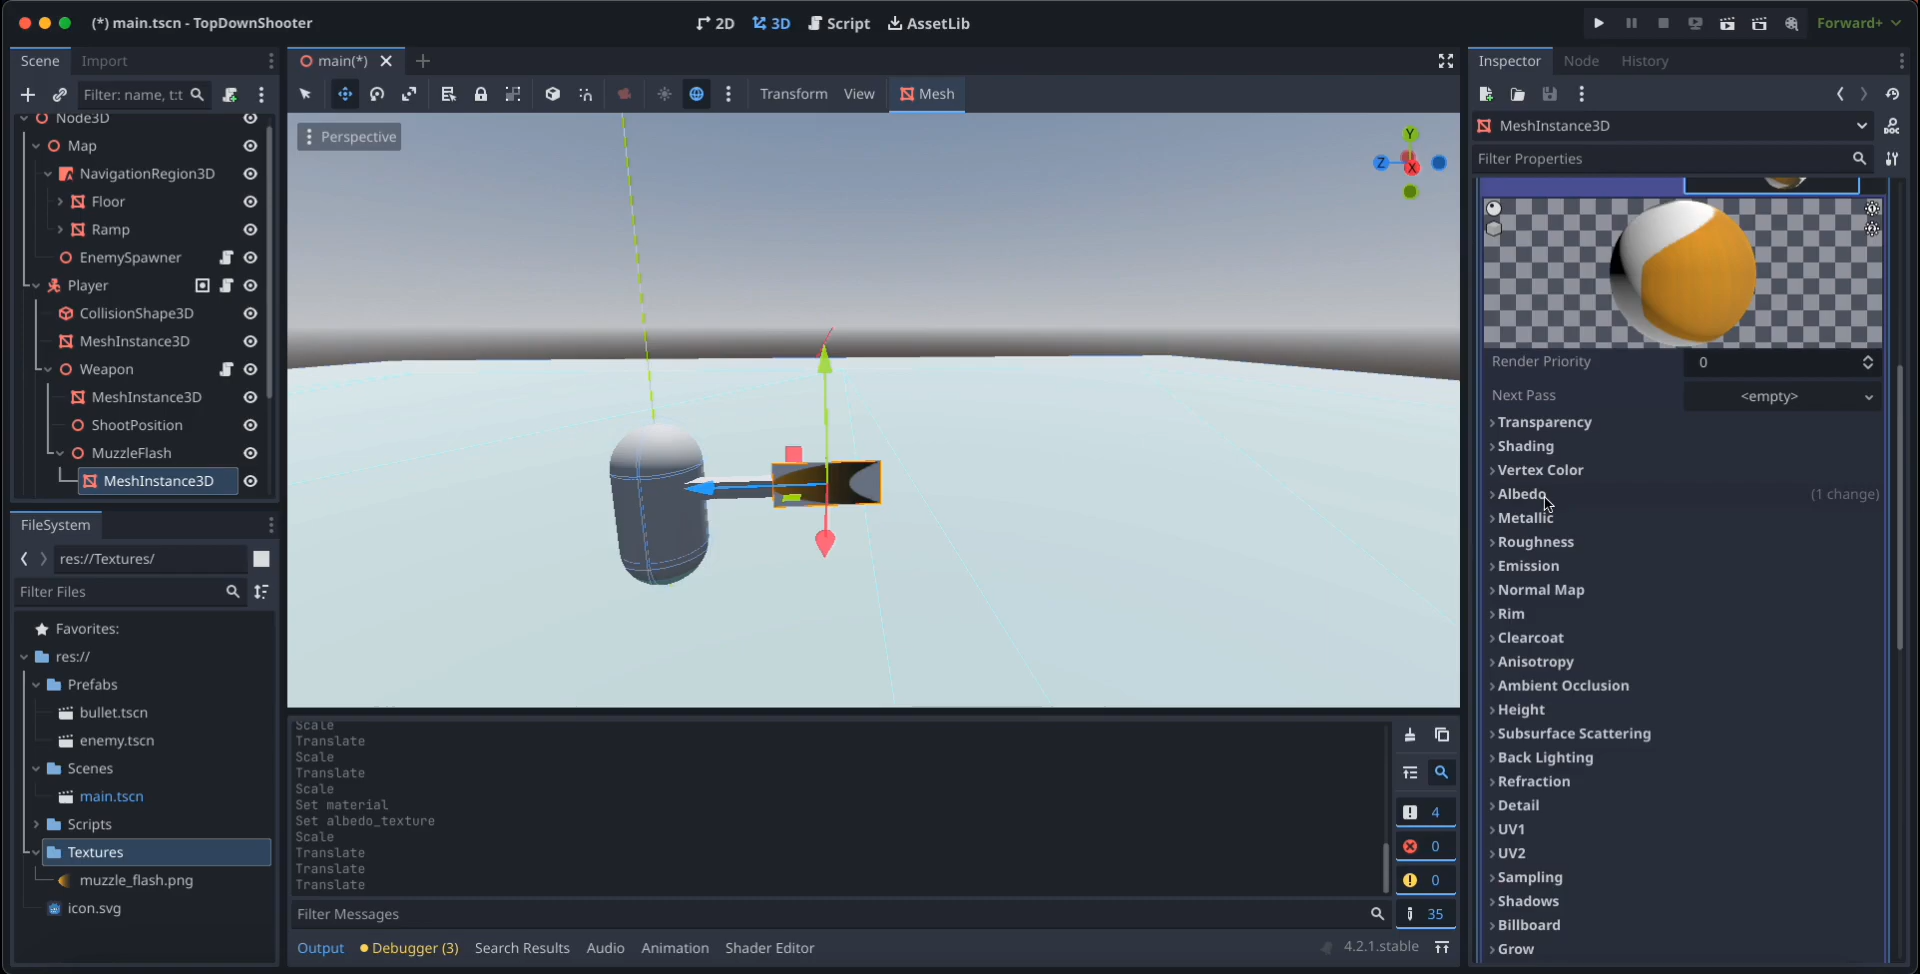 (*) main.tscn - TopDownShooter
2D 3D Script AssetLib
Forward+
Scene Import
Filter: name, t:t
Node3D
Map
NavigationRegion3D
Floor
Ramp
EnemySpawner
Player
CollisionShape3D
MeshInstance3D
Weapon
MeshInstance3D
ShootPosition
MuzzleFlash
MeshInstance3D
FileSystem
res://Textures/
Filter Files
Favorites:
res://
Prefabs
bullet.tscn
enemy.tscn
Scenes
main.tscn
Scripts
Textures
muzzle_flash.png
icon.svg
main(*)
Transform View Mesh
Perspective
Y
Z
X
Scale
Translate
Scale
Translate
Scale
Set material
Set albedo_texture
Scale
Translate
Translate
Translate
4
0
0
Filter Messages
35
Output Debugger (3) Search Results Audio Animation Shader Editor
4.2.1.stable
Inspector Node History
MeshInstance3D
Filter Properties
Render Priority 0
Next Pass <empty>
Transparency
Shading
Vertex Color
Albedo (1 change)
Metallic
Roughness
Emission
Normal Map
Rim
Clearcoat
Anisotropy
Ambient Occlusion
Height
Subsurface Scattering
Back Lighting
Refraction
Detail
UV1
UV2
Sampling
Shadows
Billboard
Grow